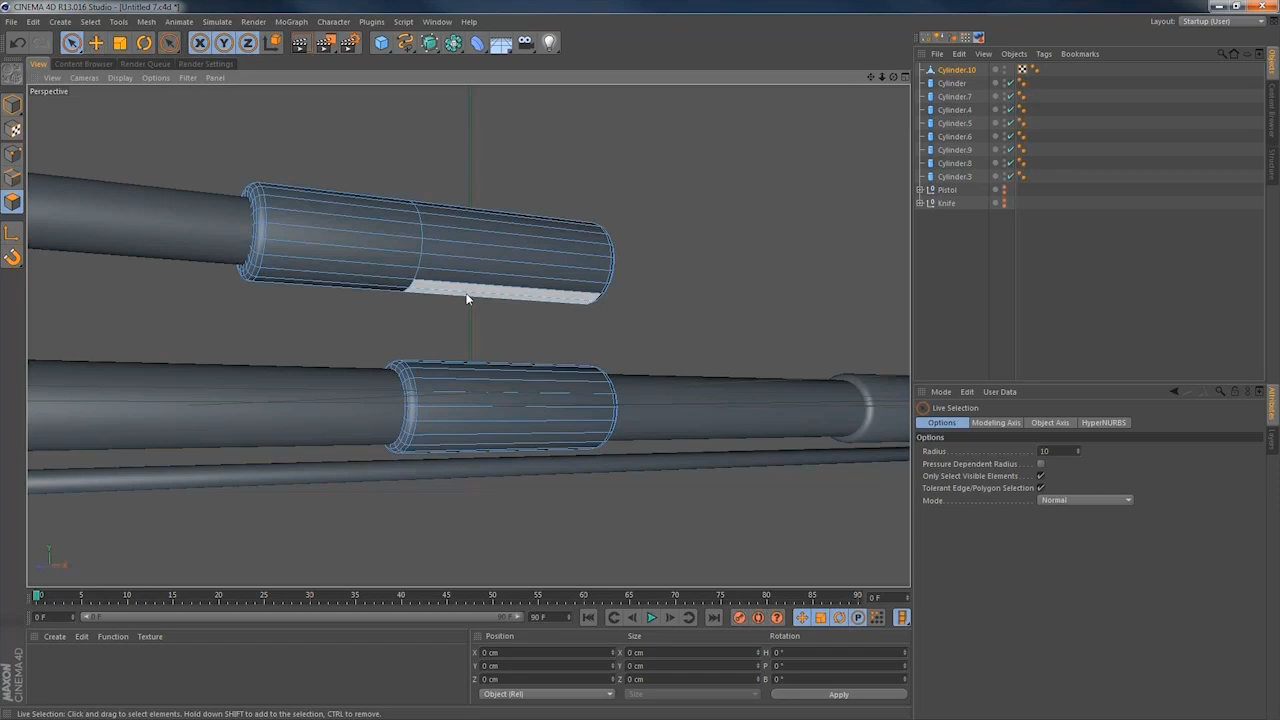 CINEMA 4D R13.016 Studio - [Untitled 7.c4d *]
File Edit Create Select Tools Mesh Animate Simulate Render MoGraph Character Plugins Script Window Help
Layout: Startup (User)
View Content Browser Render Queue Render Settings
View Cameras Display Options Filter Panel
Perspective
File Edit View Objects Tags Bookmarks
Cylinder.10
Cylinder
Cylinder.7
Cylinder.4
Cylinder.5
Cylinder.6
Cylinder.9
Cylinder.8
Cylinder.3
Pistol
Knife
Objects
Content Browser
Structure
Mode Edit User Data
Live Selection
Options Modeling Axis Object Axis HyperNURBS
Options
Radius 10
Pressure Dependent Radius
Only Select Visible Elements
Tolerant Edge/Polygon Selection
Mode Normal
Attributes
Layers
0 5 10 15 20 25 30 35 40 45 50 55 60 65 70 75 80 85 90 0 F
0 F 0 F 90 F 90 F
Create Edit Function Texture
Position Size Rotation
X 0 cm X 0 cm H 0 °
Y 0 cm Y 0 cm P 0 °
Z 0 cm Z 0 cm B 0 °
Object (Rel) Size Apply
MAXON
CINEMA 4D
Live Selection: Click and drag to select elements. Hold down SHIFT to add to the selection, CTRL to remove.